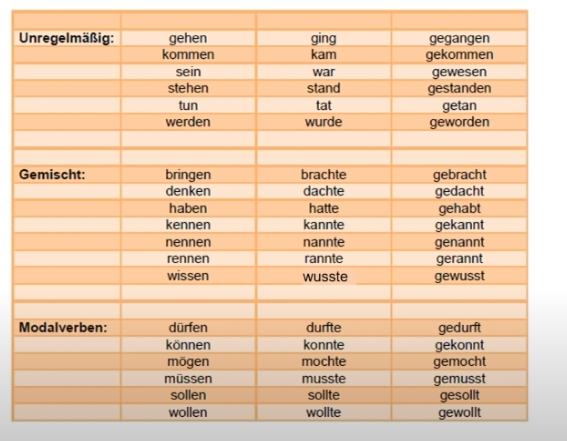 Unregelmäßig: gehen ging gegangen
kommen kam gekommen
sein war gewesen
stehen stand gestanden
tun tat getan
werden wurde geworden
Gemischt: bringen brachte gebracht
denken dachte gedacht
haben hatte gehabt
kennen kannte gekannt
nennen nannte genannt
rennen rannte gerannt
wissen wusste gewusst
Modalverben: dürfen durfte gedurft
können konnte gekonnt
mögen mochte gemocht
müssen musste gemusst
sollen sollte gesollt
wollen wollte gewollt